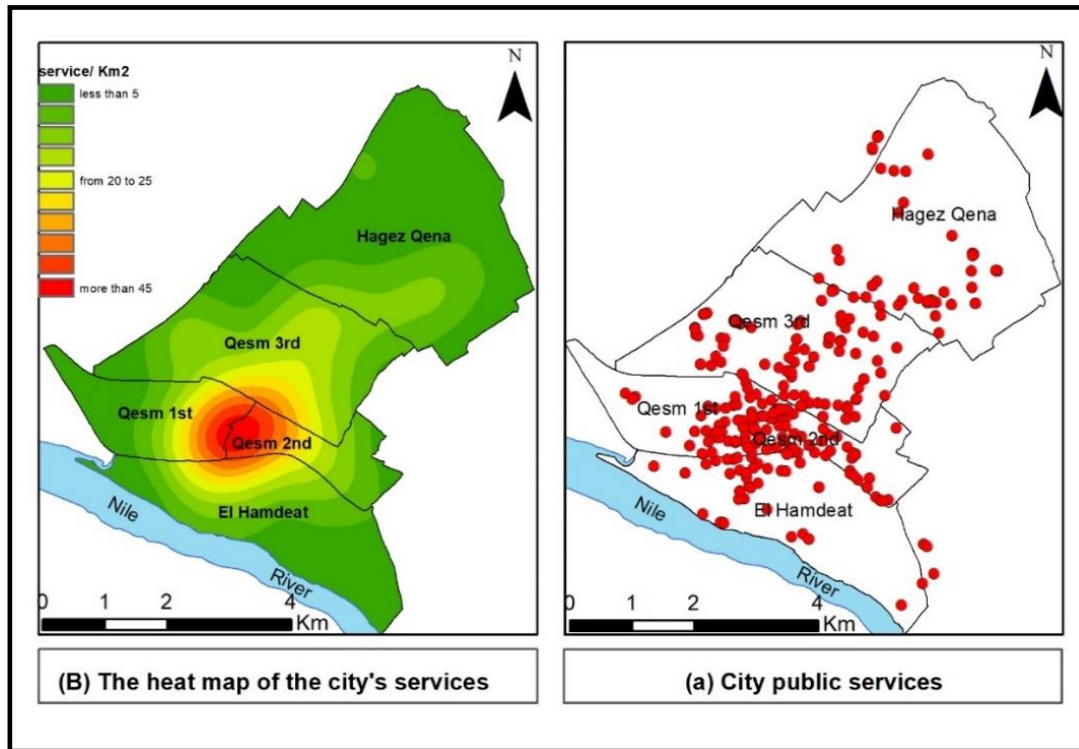 service/ Km2
less than 5
from 20 to 25
more than 45
N
Hagez Qena
Qesm 3rd
Qesm 1st
Qesm 2nd
El Hamdeat
Nile
River
0 1 2 4
Km
(B) The heat map of the city's services
N
Hagez Qena
Qesm 3rd
Qesm 1st
Qesm 2nd
El Hamdeat
Nile
River
0 2 4
Km
(a) City public services